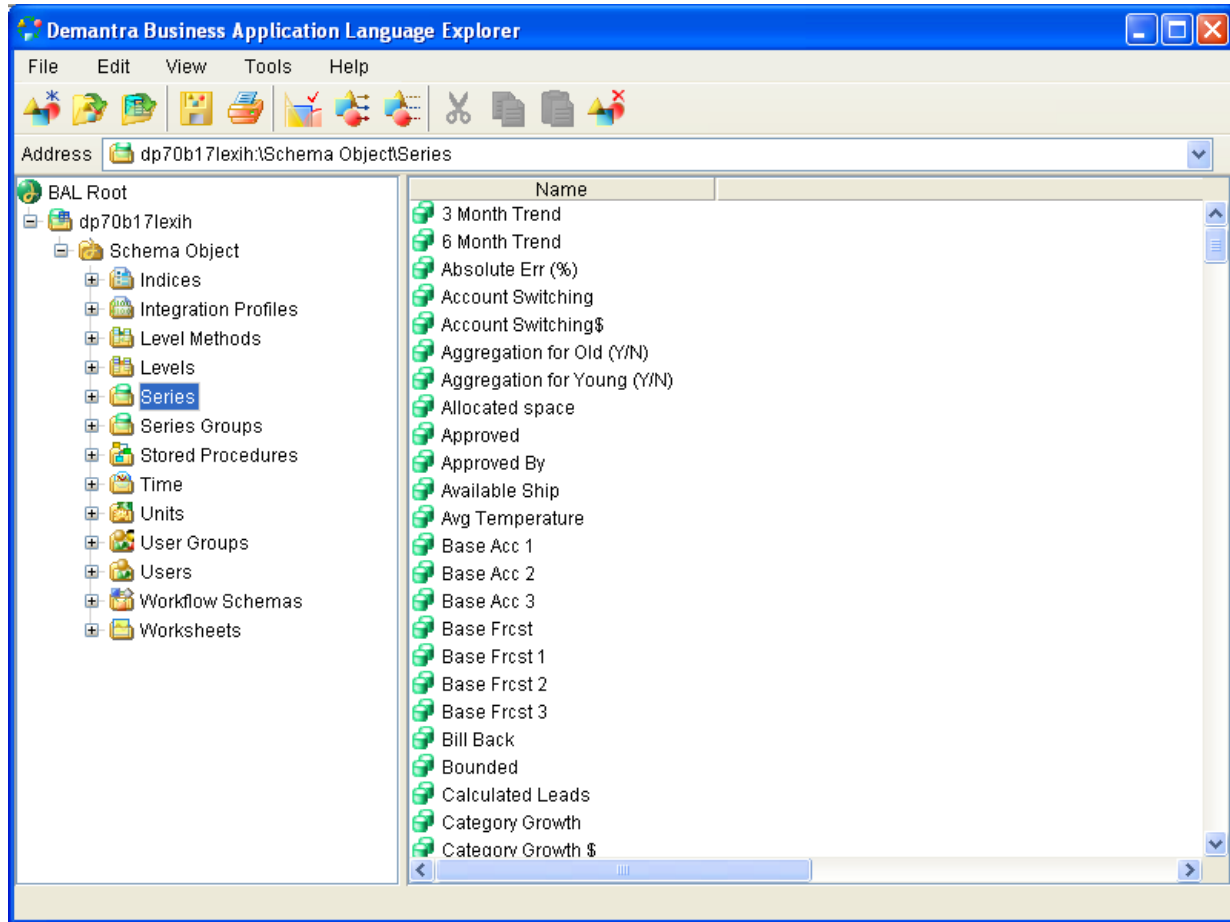 Demantra Business Application Language Explorer
File Edit View Tools Help
Address dp70b17lexih:\Schema Object\Series
BAL Root
dp70b17lexih
Schema Object
Indices
Integration Profiles
Level Methods
Levels
Series
Series Groups
Stored Procedures
Time
Units
User Groups
Users
Workflow Schemas
Worksheets
Name
3 Month Trend
6 Month Trend
Absolute Err (%)
Account Switching
Account Switching$
Aggregation for Old (Y/N)
Aggregation for Young (Y/N)
Allocated space
Approved
Approved By
Available Ship
Avg Temperature
Base Acc 1
Base Acc 2
Base Acc 3
Base Frcst
Base Frcst 1
Base Frcst 2
Base Frcst 3
Bill Back
Bounded
Calculated Leads
Category Growth
Category Growth $